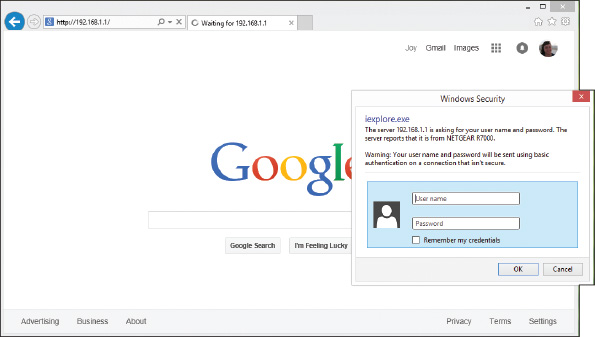 http://192.168.1.1/
Waiting for 192.168.1.1
Joy Gmail Images
Google
Google Search I'm Feeling Lucky
Advertising Business About Privacy Terms Settings
Windows Security
iexplore.exe
The server 192.168.1.1 is asking for your user name and password. The
server reports that it is from NETGEAR R7000.
Warning: Your user name and password will be sent using basic
authentication on a connection that isn't secure.
User name
Password
Remember my credentials
OK Cancel